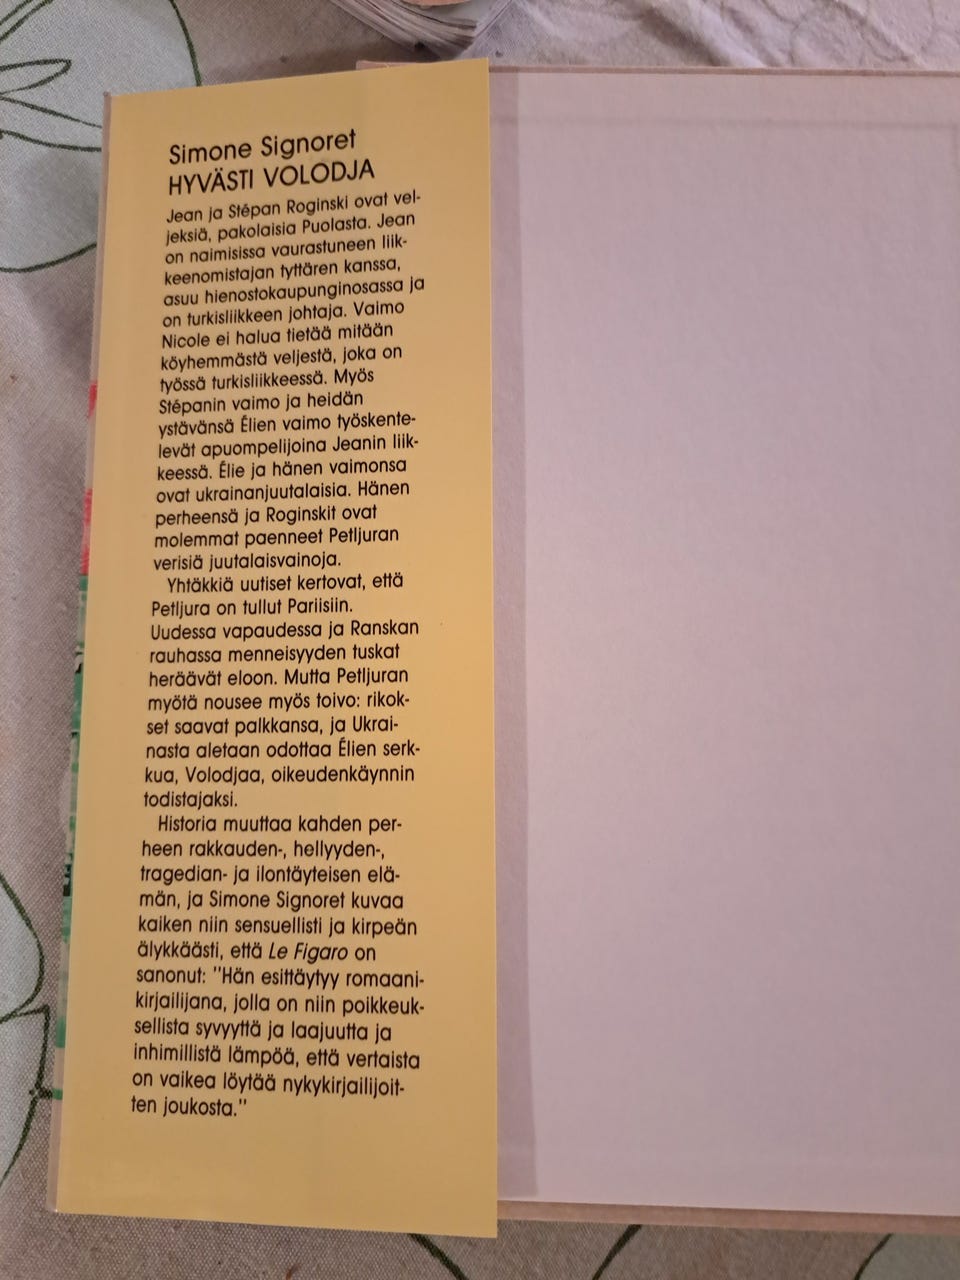 Simone Signoret
HYVÄSTI VOLODJA
Jean ja Stépan Roginski ovat vel-
jeksiä, pakolaisia Puolasta. Jean
on naimisissa vaurastuneen liik-
keenomistajan tyttären kanssa,
asuu hienostokaupunginosassa ja
on turkisliikkeen johtaja. Vaimo
Nicole ei halua tietää mitään
köyhemmästä veljestä, joka on
työssä turkisliikkeessä. Myös
Stépanin vaimo ja heidän
ystävänsä Élien vaimo työskente-
levät apuompelijoina Jeanin liik-
keessä. Élie ja hänen vaimonsa
ovat ukrainanjuutalaisia. Hänen
perheensä ja Roginskit ovat
molemmat paenneet Petljuran
verisiä juutalaisvainoja.
Yhtäkkiä uutiset kertovat, että
Petljura on tullut Pariisiin.
Uudessa vapaudessa ja Ranskan
rauhassa menneisyyden tuskat
heräävät eloon. Mutta Petljuran
myötä nousee myös toivo: rikok-
set saavat palkkansa, ja Ukrai-
nasta aletaan odottaa Élien serk-
kua, Volodjaa, oikeudenkäynnin
todistajaksi.
Historia muuttaa kahden per-
heen rakkauden-, hellyyden-,
tragedian- ja ilontäyteisen elä-
män, ja Simone Signoret kuvaa
kaiken niin sensuellisti ja kirpeän
älykkäästi, että Le Figaro on
sanonut: "Hän esittäytyy romaani-
kirjailijana, jolla on niin poikkeuk-
sellista syvyyttä ja laajuutta ja
inhimillistä lämpöä, että vertaista
on vaikea löytää nykykirjailijoit-
ten joukosta."